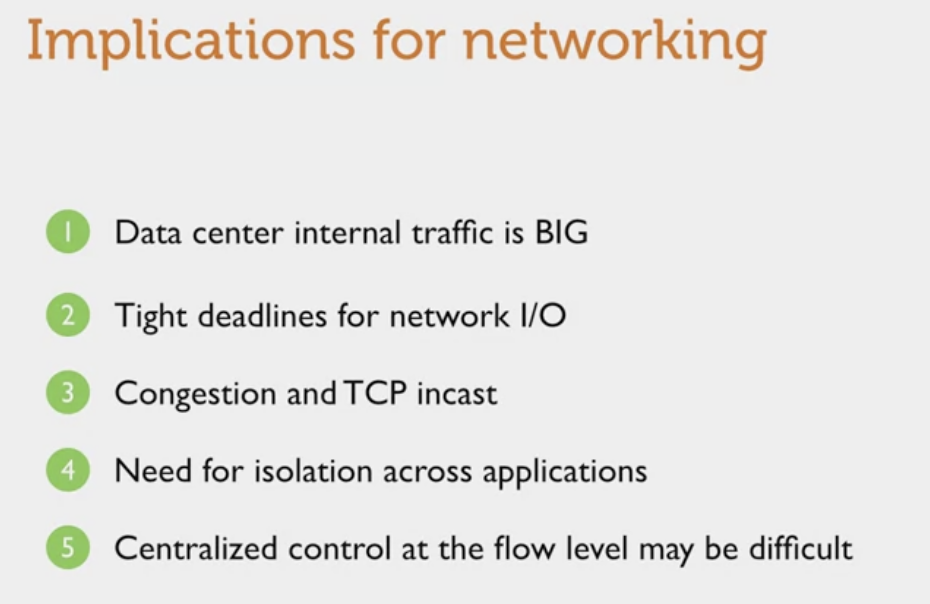 Implications for networking
1 Data center internal traffic is BIG
2 Tight deadlines for network I/O
3 Congestion and TCP incast
4 Need for isolation across applications
5 Centralized control at the flow level may be difficult